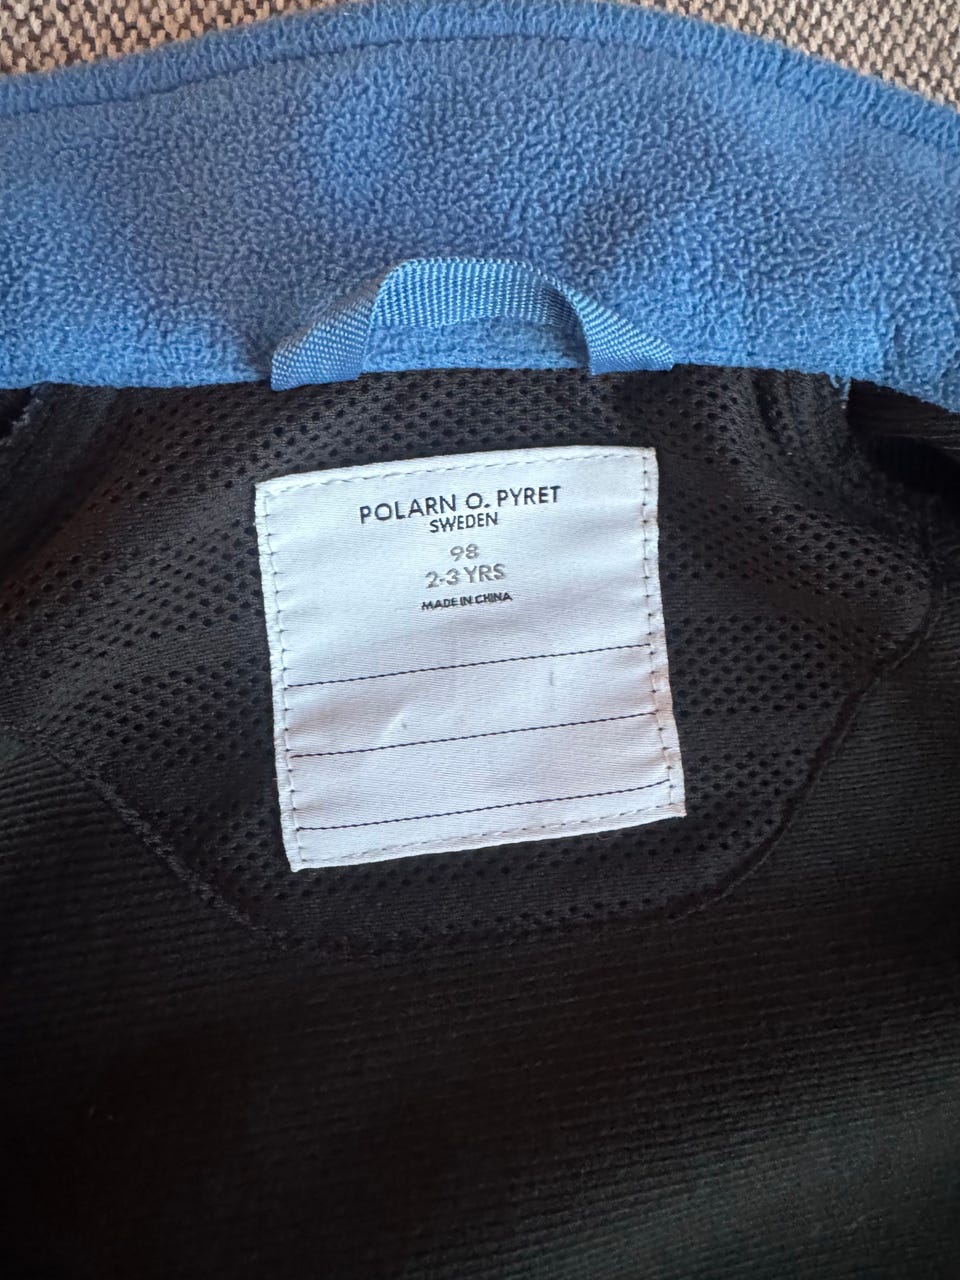 POLARN O. PYRET
SWEDEN
98
2-3 YRS
MADE IN CHINA